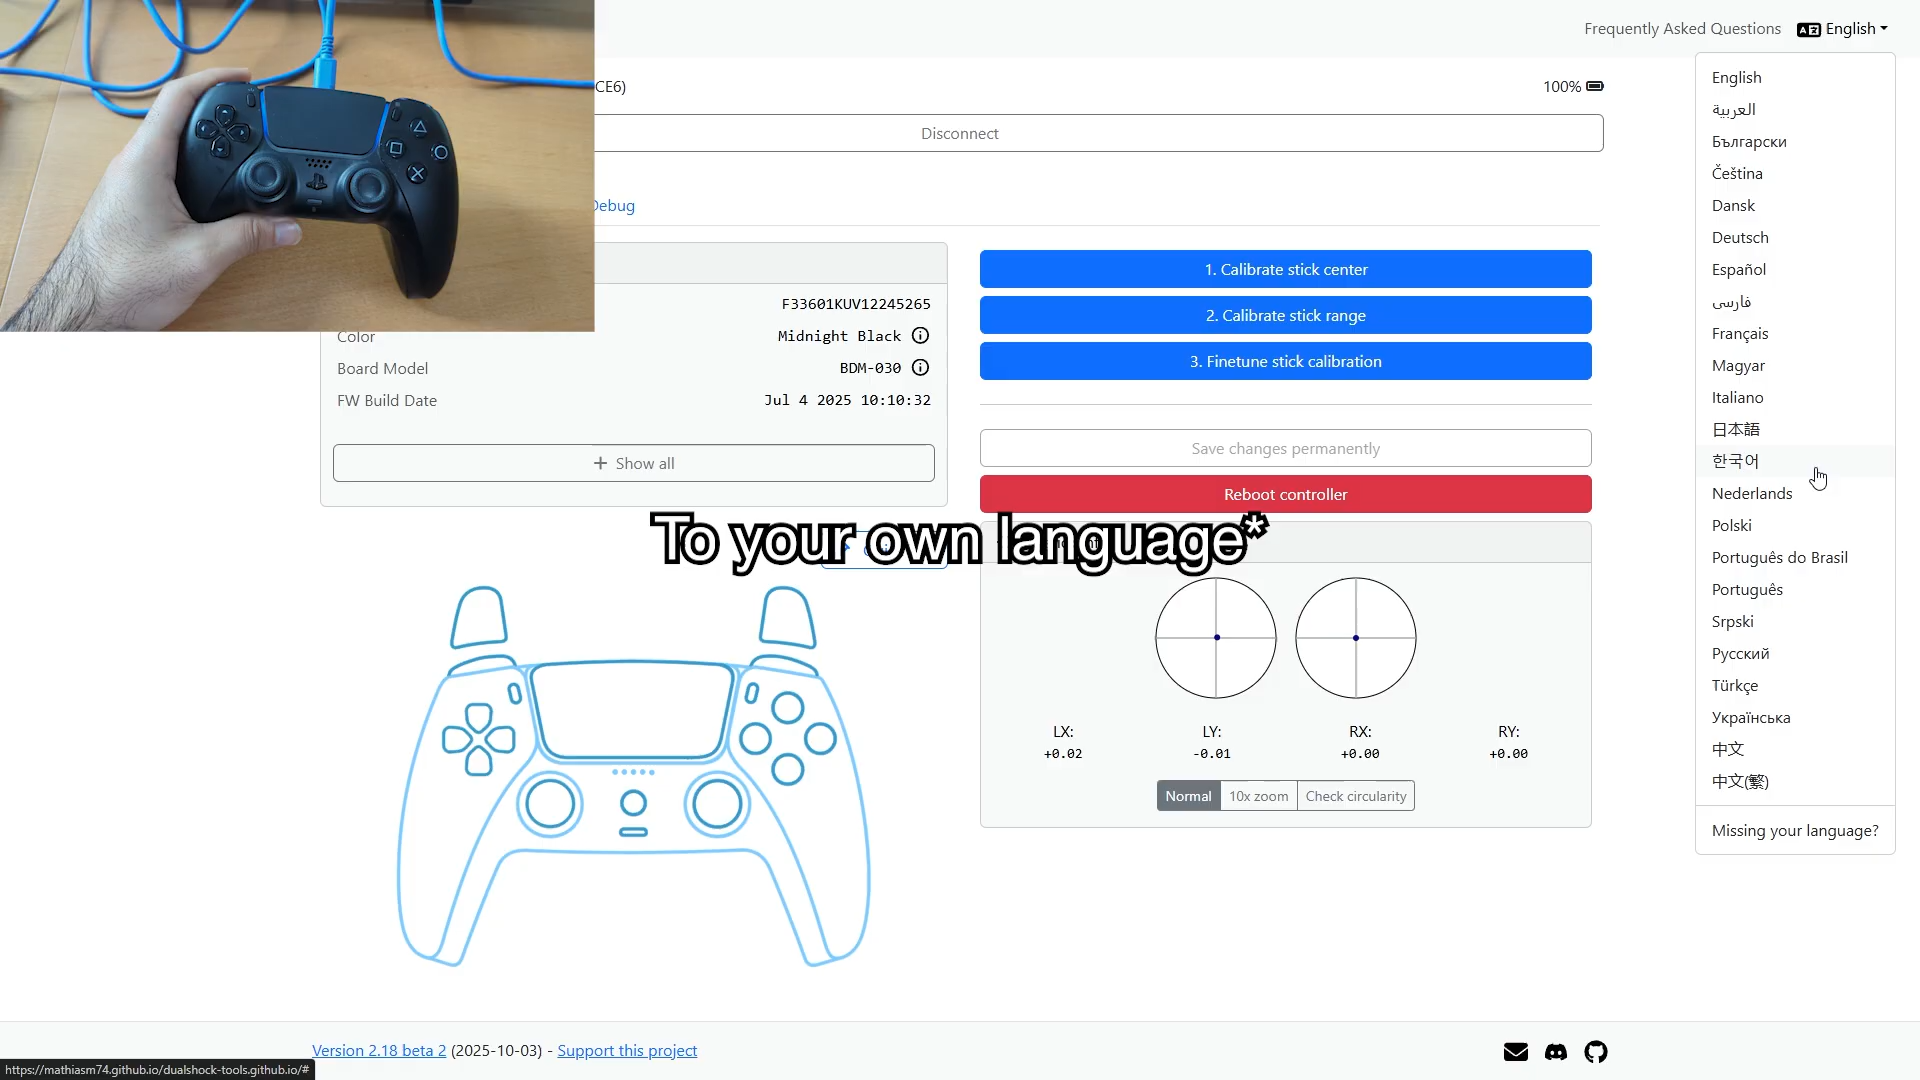 Frequently Asked Questions
English
CE6)
100%
Disconnect
Debug
F33601KUV12245265
Color
Midnight Black
Board Model
BDM-030
FW Build Date
Jul 4 2025 10:10:32
Show all
1. Calibrate stick center
2. Calibrate stick range
3. Finetune stick calibration
Save changes permanently
Reboot controller
To your own language*
LX:
+0.02
LY:
-0.01
RX:
+0.00
RY:
+0.00
Normal
10x zoom
Check circularity
English
العربية
Български
Čeština
Dansk
Deutsch
Español
فارسی
Français
Magyar
Italiano
日本語
한국어
Nederlands
Polski
Português do Brasil
Português
Srpski
Русский
Türkçe
Українська
中文
中文(繁)
Missing your language?
Version 2.18 beta 2 (2025-10-03) - Support this project
https://mathiasm74.github.io/dualshock-tools.github.io/#